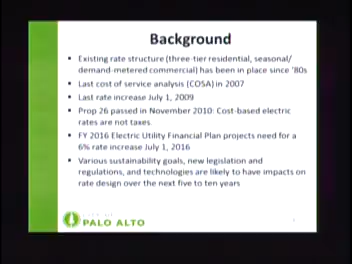 Background
▪ Existing rate structure (three-tier residential, seasonal/
demand-metered commercial) has been in place since '80s
▪ Last cost of service analysis (COSA) in 2007
▪ Last rate increase July 1, 2009
▪ Prop 26 passed in November 2010: Cost-based electric
rates are not taxes.
▪ FY 2016 Electric Utility Financial Plan projects need for a
6% rate increase July 1, 2016
▪ Various sustainability goals, new legislation and
regulations, and technologies are likely to have impacts on
rate design over the next five to ten years
PALO ALTO